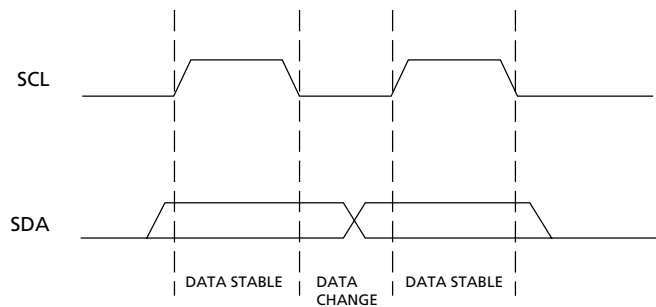 SCL
SDA
DATA STABLE
DATA
CHANGE
DATA STABLE